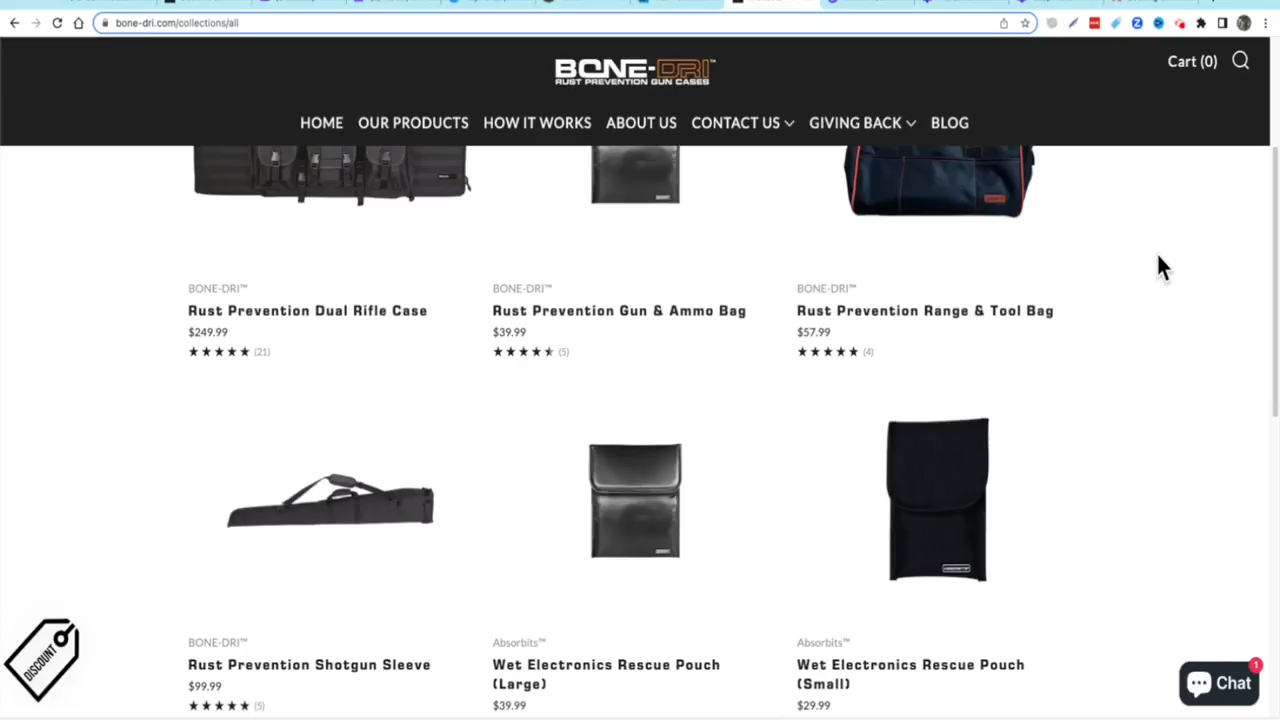 bone-dri.com/collections/all
BONE-DRI™
RUST PREVENTION GUN CASES
Cart (0)
HOME OUR PRODUCTS HOW IT WORKS ABOUT US CONTACT US GIVING BACK BLOG
BONE-DRI™
Rust Prevention Dual Rifle Case
$249.99
(21)
BONE-DRI™
Rust Prevention Gun & Ammo Bag
$39.99
(5)
BONE-DRI™
Rust Prevention Range & Tool Bag
$57.99
(4)
BONE-DRI™
Rust Prevention Shotgun Sleeve
$99.99
(5)
Absorbits™
Wet Electronics Rescue Pouch
(Large)
$39.99
Absorbits™
Wet Electronics Rescue Pouch
(Small)
$29.99
DISCOUNT
Chat
1